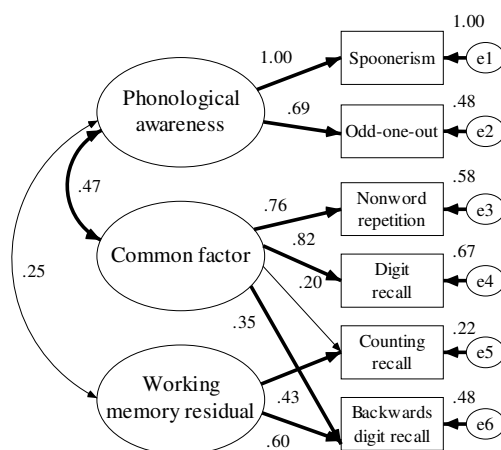 1.00
1.00
Spoonerism
e1
Phonological
awareness
.69
.48
Odd-one-out
e2
.47
.58
.76
Nonword
repetition
e3
Common factor
.82
.67
.20
Digit
recall
e4
.25
.35
.22
Counting
recall
e5
Working
memory residual
.43
.48
.60
Backwards
digit recall
e6